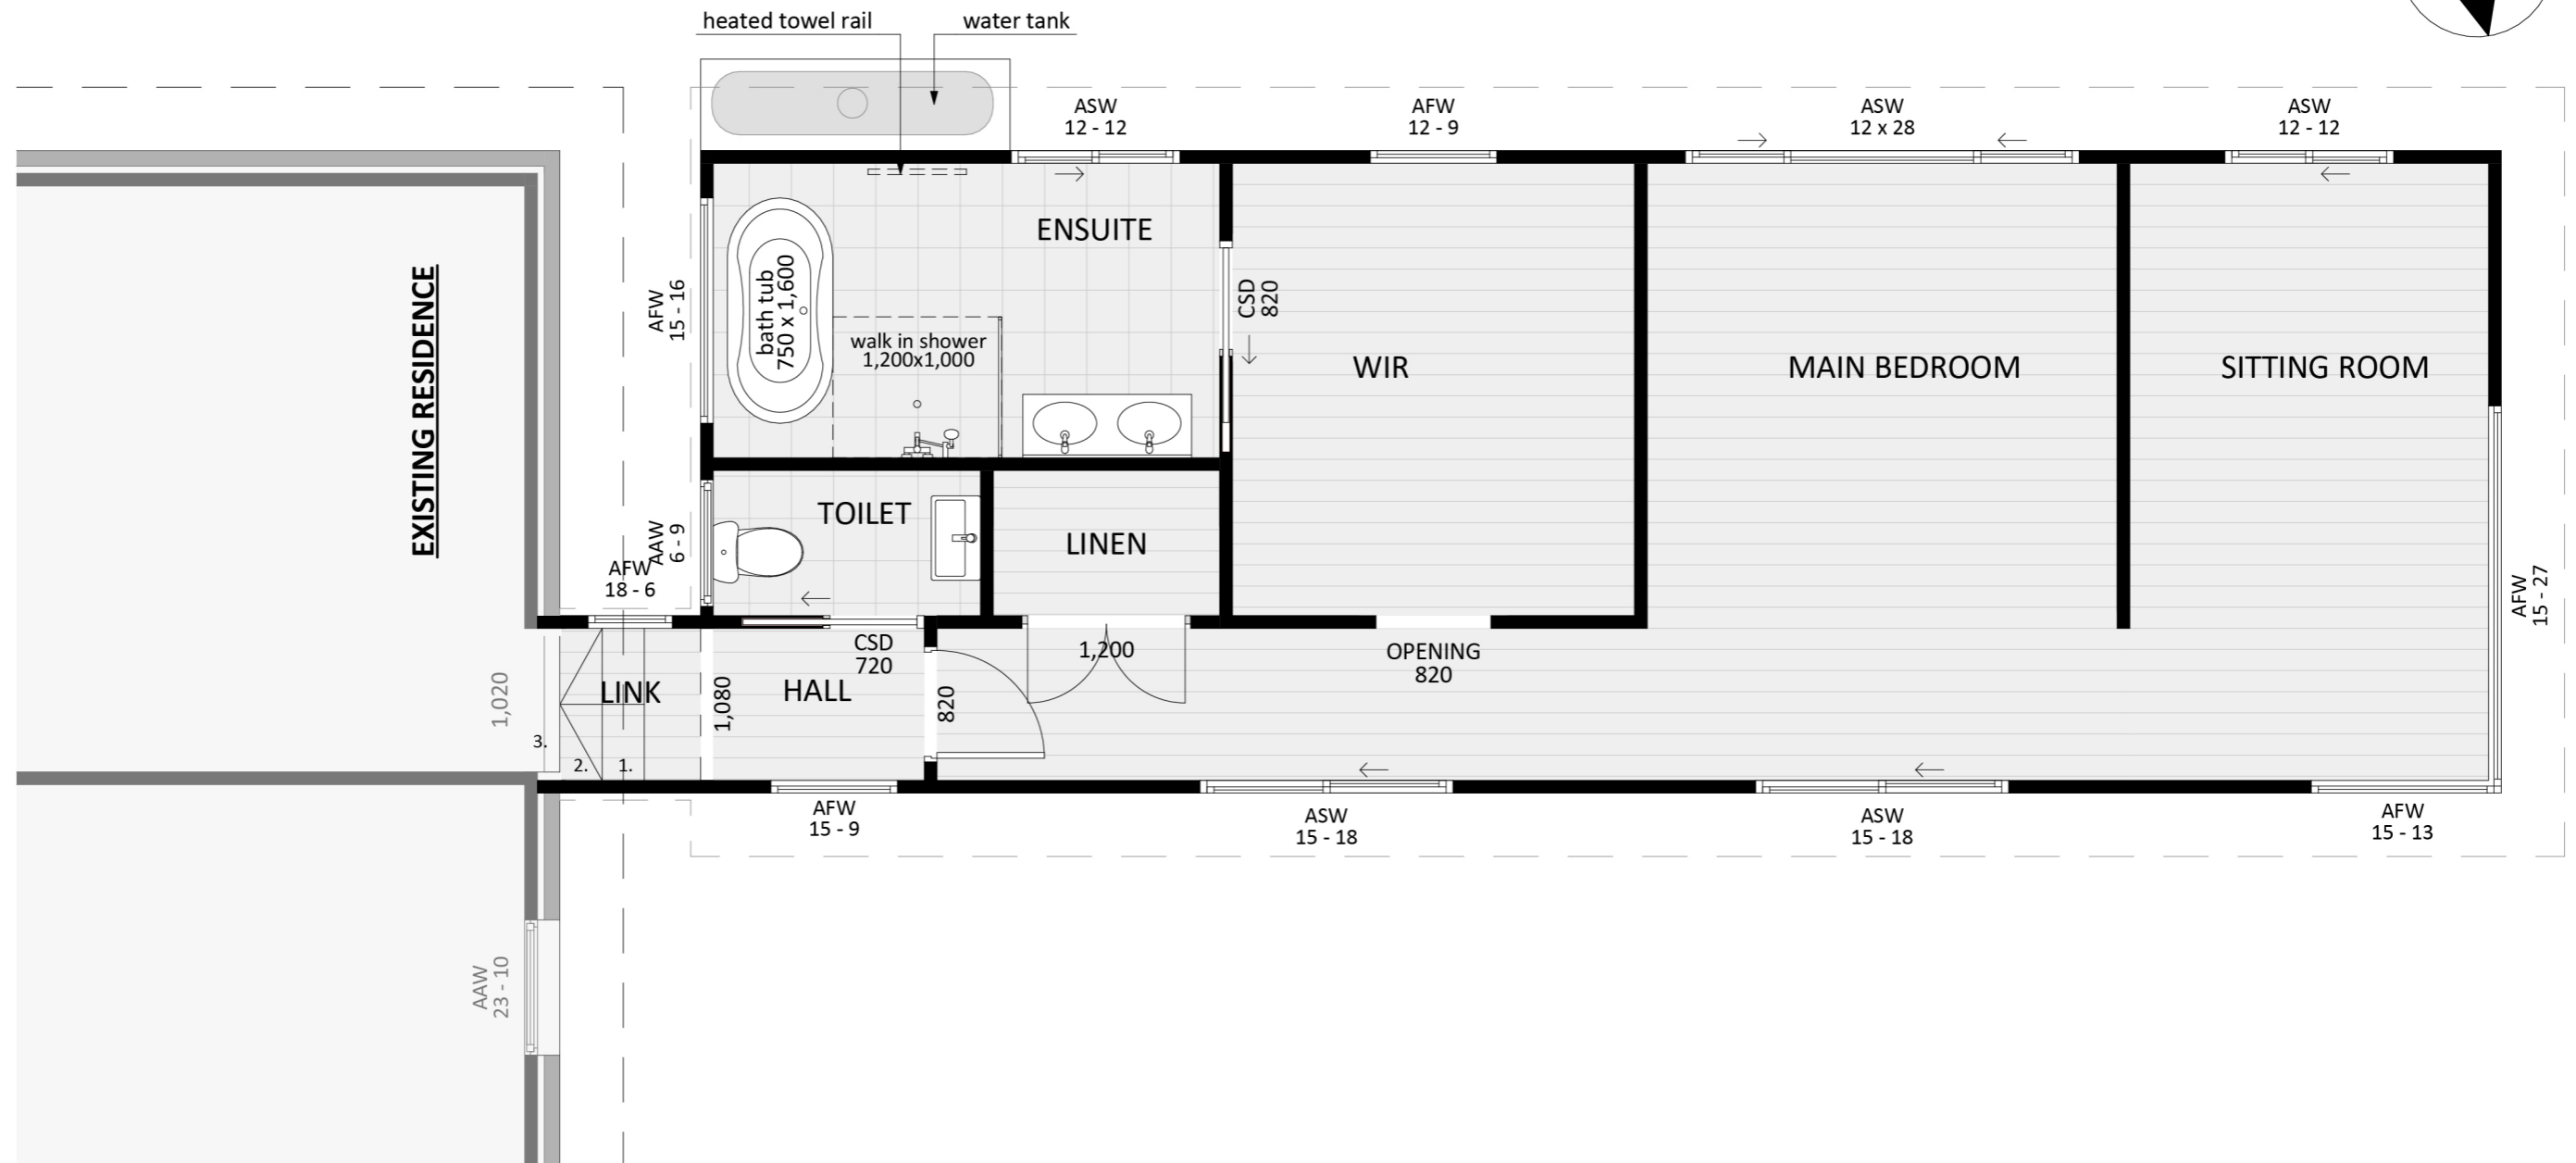 heated towel rail
water tank
ASW
12 - 12
AFW
12 - 9
ASW
12 x 28
ASW
12 - 12
EXISTING RESIDENCE
AFW
15 - 16
bath tub
750 x 1,600
ENSUITE
walk in shower
1,200x1,000
CSD
820
WIR
MAIN BEDROOM
SITTING ROOM
AAW
6 - 9
TOILET
LINEN
AFW
18 - 6
AFW
15 - 27
CSD
720
1,200
OPENING
820
1,020
LINK
1,080
HALL
820
3.
2.
1.
AFW
15 - 9
ASW
15 - 18
ASW
15 - 18
AFW
15 - 13
AAW
23 - 10